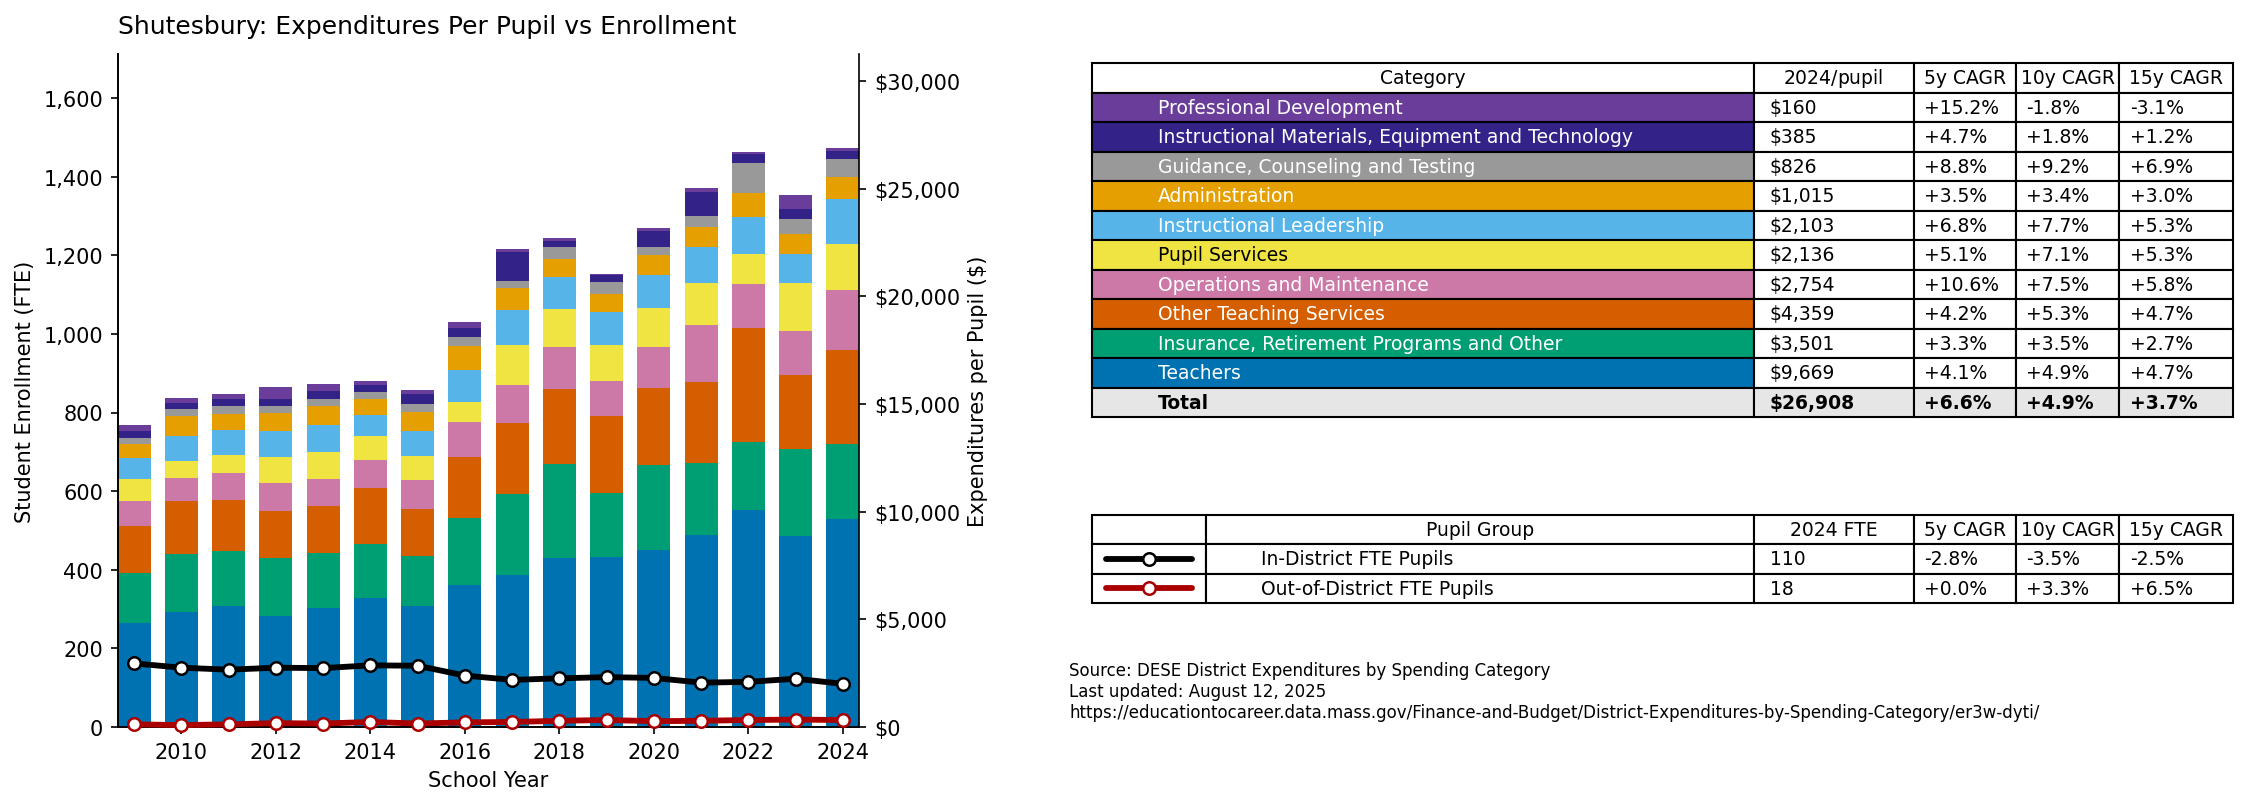 Shutesbury: Expenditures Per Pupil vs Enrollment
Student Enrollment (FTE)
1,600
1,400
1,200
1,000
800
600
400
200
0
$30,000
$25,000
$20,000
$15,000
$10,000
$5,000
$0
Expenditures per Pupil ($)
2010 2012 2014 2016 2018 2020 2022 2024
School Year
Category 2024/pupil 5y CAGR 10y CAGR 15y CAGR
Professional Development $160 +15.2% -1.8% -3.1%
Instructional Materials, Equipment and Technology $385 +4.7% +1.8% +1.2%
Guidance, Counseling and Testing $826 +8.8% +9.2% +6.9%
Administration $1,015 +3.5% +3.4% +3.0%
Instructional Leadership $2,103 +6.8% +7.7% +5.3%
Pupil Services $2,136 +5.1% +7.1% +5.3%
Operations and Maintenance $2,754 +10.6% +7.5% +5.8%
Other Teaching Services $4,359 +4.2% +5.3% +4.7%
Insurance, Retirement Programs and Other $3,501 +3.3% +3.5% +2.7%
Teachers $9,669 +4.1% +4.9% +4.7%
Total $26,908 +6.6% +4.9% +3.7%
Pupil Group 2024 FTE 5y CAGR 10y CAGR 15y CAGR
In-District FTE Pupils 110 -2.8% -3.5% -2.5%
Out-of-District FTE Pupils 18 +0.0% +3.3% +6.5%
Source: DESE District Expenditures by Spending Category
Last updated: August 12, 2025
https://educationtocareer.data.mass.gov/Finance-and-Budget/District-Expenditures-by-Spending-Category/er3w-dyti/